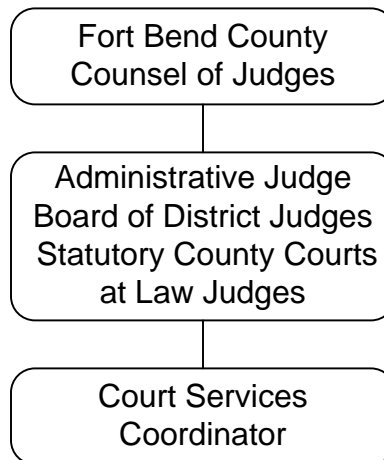 Fort Bend County
Counsel of Judges
Administrative Judge
Board of District Judges
Statutory County Courts
at Law Judges
Court Services
Coordinator